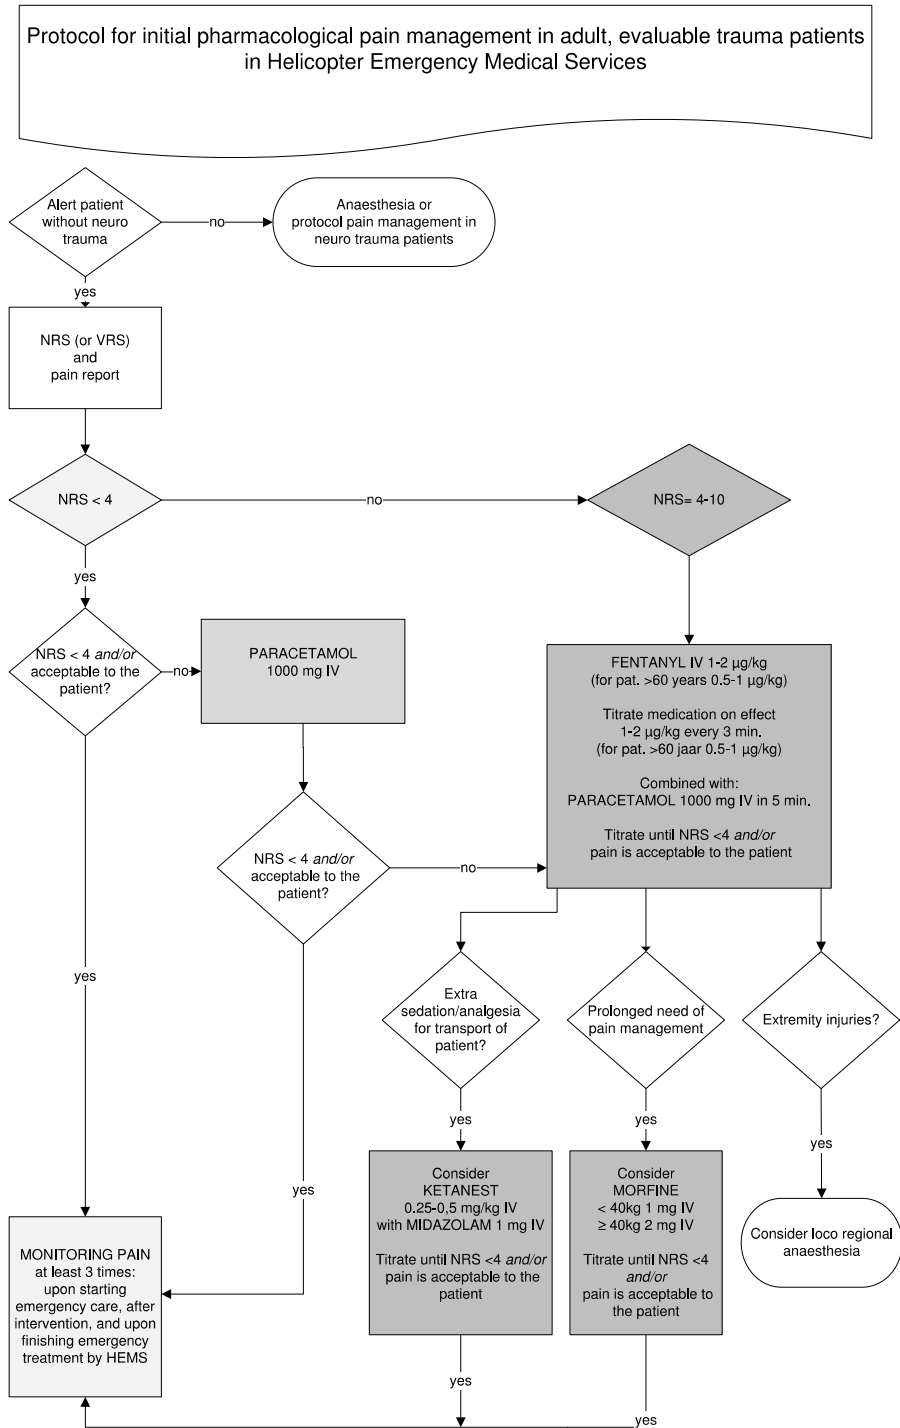 Protocol for initial pharmacological pain management in adult, evaluable trauma patients
in Helicopter Emergency Medical Services
Alert patient
without neuro
trauma
no
Anaesthesia or
protocol pain management in
neuro trauma patients
yes
NRS (or VRS)
and
pain report
NRS < 4
no
NRS= 4-10
yes
NRS < 4 and/or
acceptable to the
patient?
no
PARACETAMOL
1000 mg IV
FENTANYL IV 1-2 µg/kg
(for pat. >60 years 0.5-1 µg/kg)
Titrate medication on effect
1-2 µg/kg every 3 min.
(for pat. >60 jaar 0.5-1 µg/kg)
Combined with:
PARACETAMOL 1000 mg IV in 5 min.
Titrate until NRS <4 and/or
pain is acceptable to the patient
NRS < 4 and/or
acceptable to the
patient?
no
yes
yes
Extra
sedation/analgesia
for transport of
patient?
Prolonged need of
pain management
Extremity injuries?
yes
yes
yes
Consider
KETANEST
0.25-0,5 mg/kg IV
with MIDAZOLAM 1 mg IV
Titrate until NRS <4 and/or
pain is acceptable to the
patient
Consider
MORFINE
< 40kg 1 mg IV
≥ 40kg 2 mg IV
Titrate until NRS <4
and/or
pain is acceptable to
the patient
Consider loco regional
anaesthesia
MONITORING PAIN
at least 3 times:
upon starting
emergency care, after
intervention, and upon
finishing emergency
treatment by HEMS
yes
yes